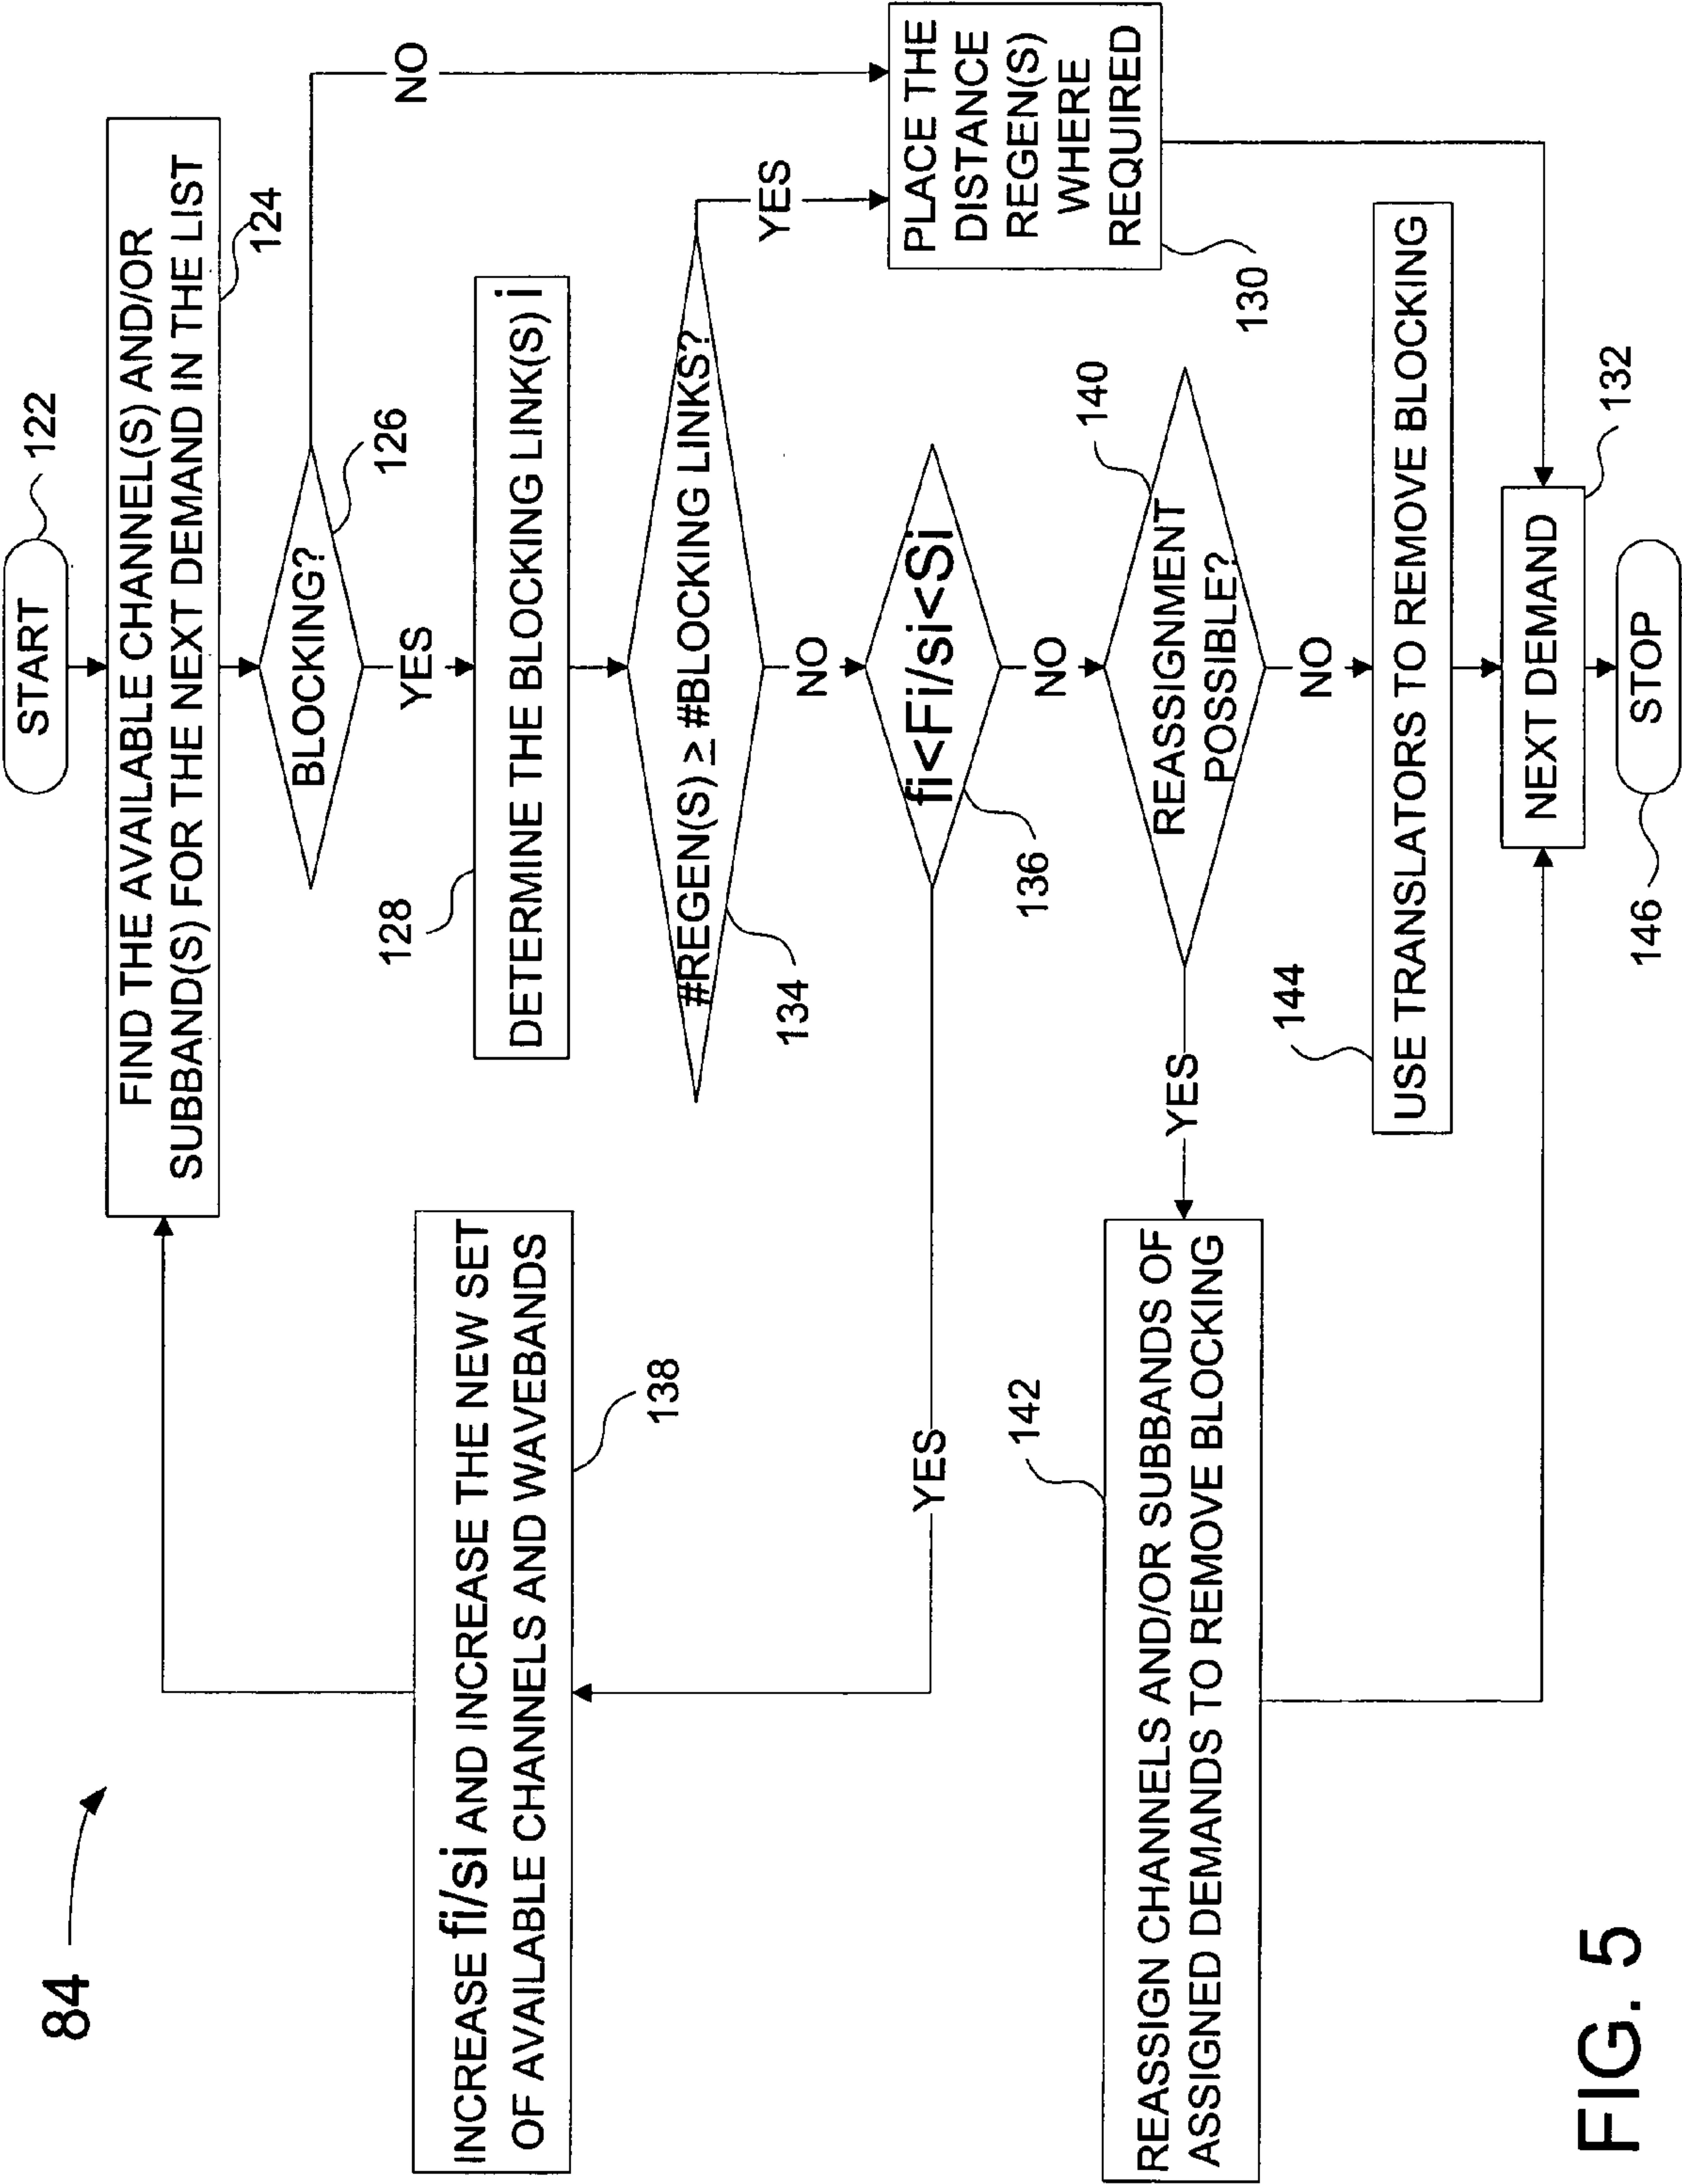 84
START
122
FIND THE AVAILABLE CHANNEL(S) AND/OR
SUBBAND(S) FOR THE NEXT DEMAND IN THE LIST
124
BLOCKING?
126
NO
YES
128
DETERMINE THE BLOCKING LINK(S) i
#REGEN(S) ≥ #BLOCKING LINKS?
134
YES
PLACE THE
DISTANCE
REGEN(S)
WHERE
REQUIRED
130
NO
fi<Fi/si<Si
136
YES
INCREASE fi/si AND INCREASE THE NEW SET
OF AVAILABLE CHANNELS AND WAVEBANDS
138
NO
REASSIGNMENT
POSSIBLE?
140
YES
142
REASSIGN CHANNELS AND/OR SUBBANDS OF
ASSIGNED DEMANDS TO REMOVE BLOCKING
NO
144
USE TRANSLATORS TO REMOVE BLOCKING
NEXT DEMAND
132
STOP
146
FIG. 5